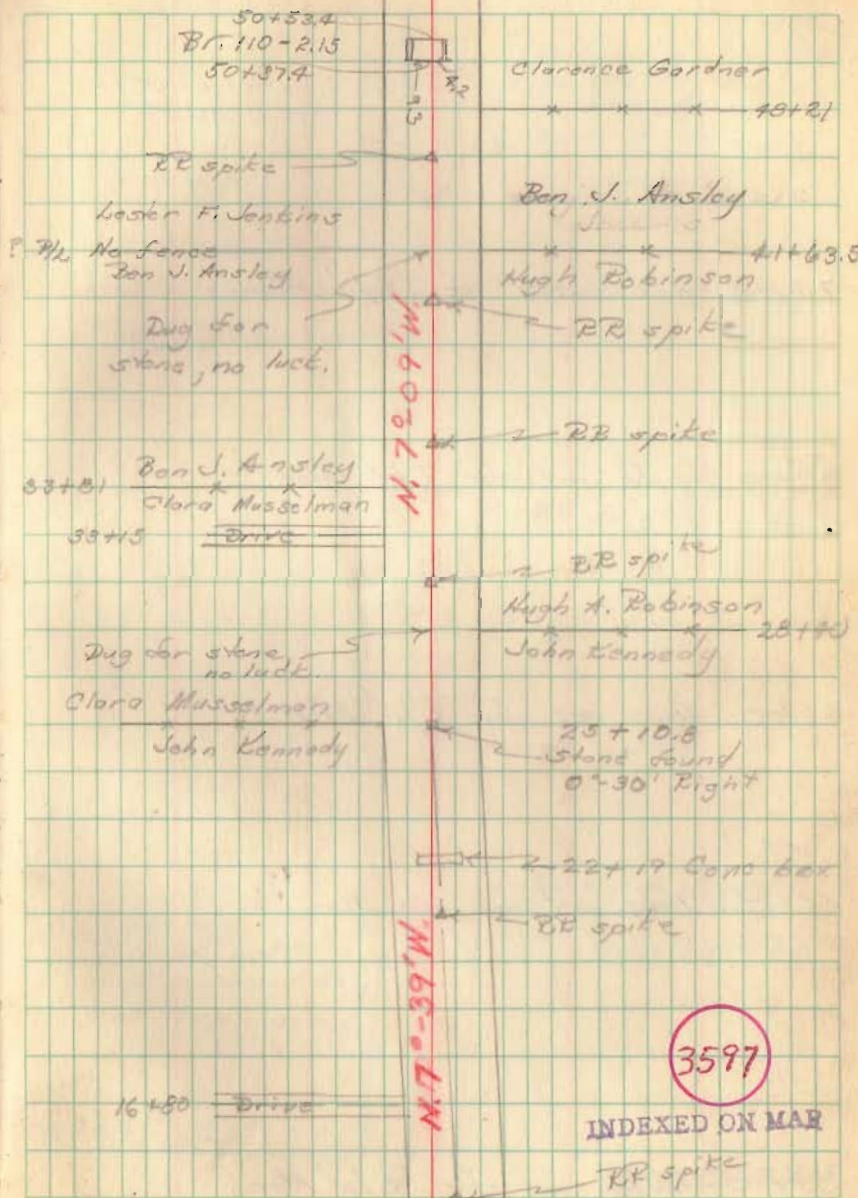 50+53.4
Br. 110-2.15
50+37.4
Clarence Gardner
48+21
RR spike
Ben J. Ansley
Lester F. Jenkins
? P/L No fence
41+63.5
Ben J. Ansley
Hugh Robinson
Dug for
stone, no luck.
RR spike
N. 7°-09' W.
RR spike
Ben J. Ansley
33+81
Clara Musselman
33+15 Drive
RR spike
Hugh A. Robinson
John Kennedy
Dug for stone,
no luck.
Clara Musselman
John Kennedy
25+10.8
Stone found
0°-30' Right
22+19 Conc box
RR spike
N. 7°-39' W.
3597
16+80 Drive
INDEXED ON MAR
RR spike